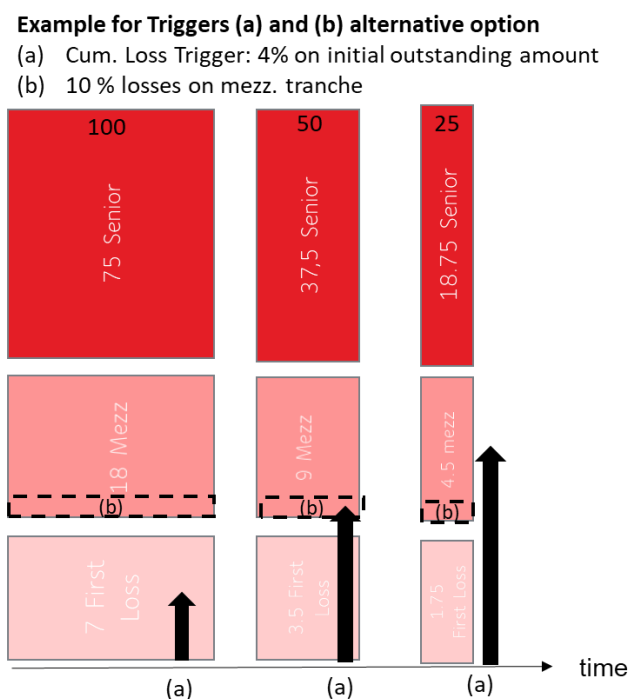 Example for Triggers (a) and (b) alternative option
(a) Cum. Loss Trigger: 4% on initial outstanding amount
(b) 10 % losses on mezz. tranche
100
50
25
75 Senior
37,5 Senior
18.75 Senior
18 Mezz
9 Mezz
4.5 mezz
(b)
(b)
(b)
7 First
Loss
3.5 First
Loss
1.75
First Loss
time
(a)
(a)
(a)